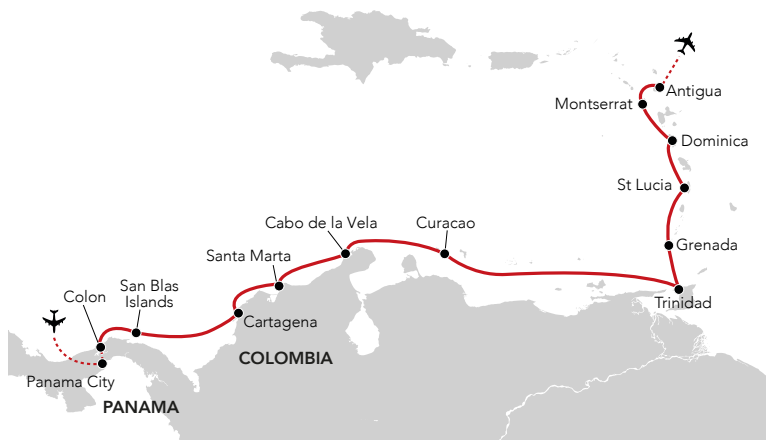 Antigua
Montserrat
Dominica
St Lucia
Cabo de la Vela
Curacao
Grenada
Santa Marta
San Blas
Islands
Colon
Trinidad
Cartagena
COLOMBIA
Panama City
PANAMA